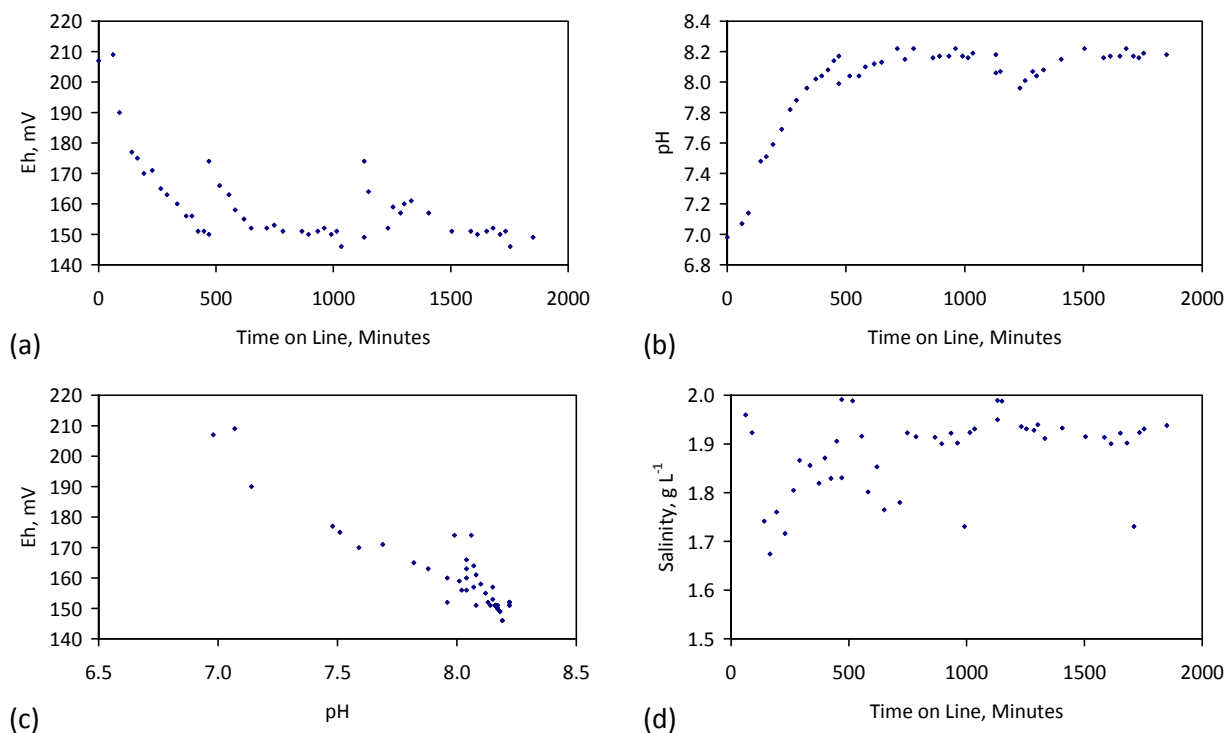 220
210
200
190
180
170
160
150
140
Eh, mV
0 500 1000 1500 2000
Time on Line, Minutes
(a)
8.4
8.2
8.0
7.8
7.6
7.4
7.2
7.0
6.8
pH
0 500 1000 1500 2000
Time on Line, Minutes
(b)
220
210
200
190
180
170
160
150
140
Eh, mV
6.5 7.0 7.5 8.0 8.5
pH
(c)
2.0
1.9
1.8
1.7
1.6
1.5
Salinity, g L⁻¹
0 500 1000 1500 2000
Time on Line, Minutes
(d)